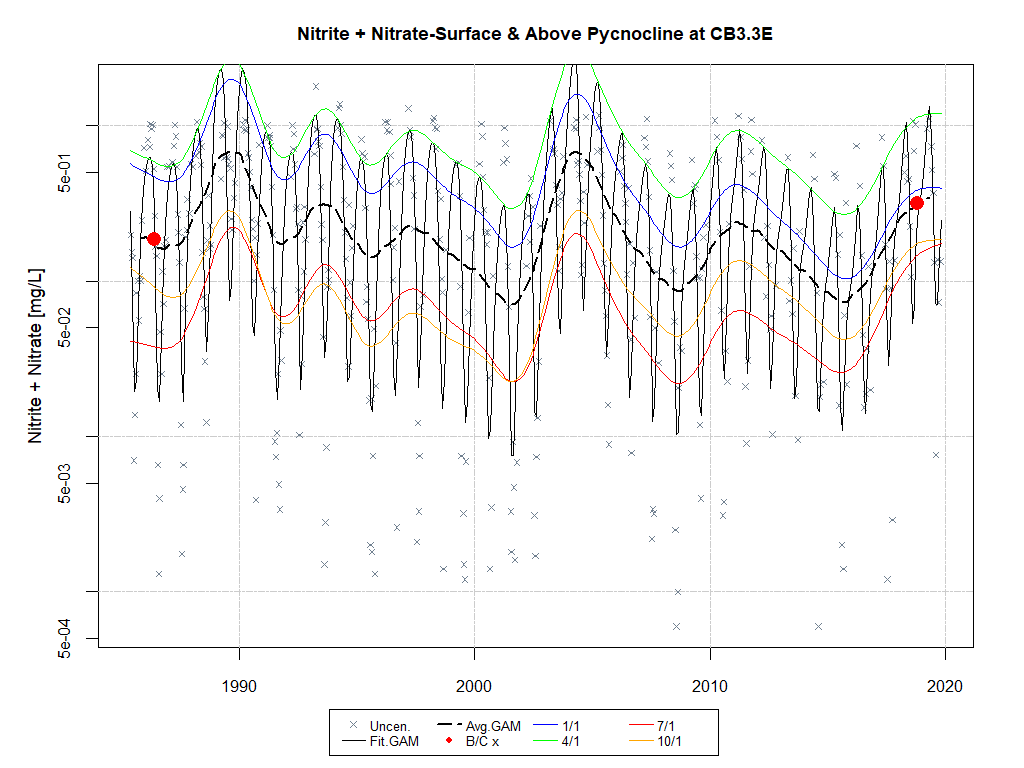 Nitrite + Nitrate-Surface & Above Pycnocline at CB3.3E
Nitrite + Nitrate [mg/L]
5e-01
5e-02
5e-03
5e-04
1990 2000 2010 2020
Uncen. Avg.GAM 1/1 7/1
Fit.GAM B/C x 4/1 10/1